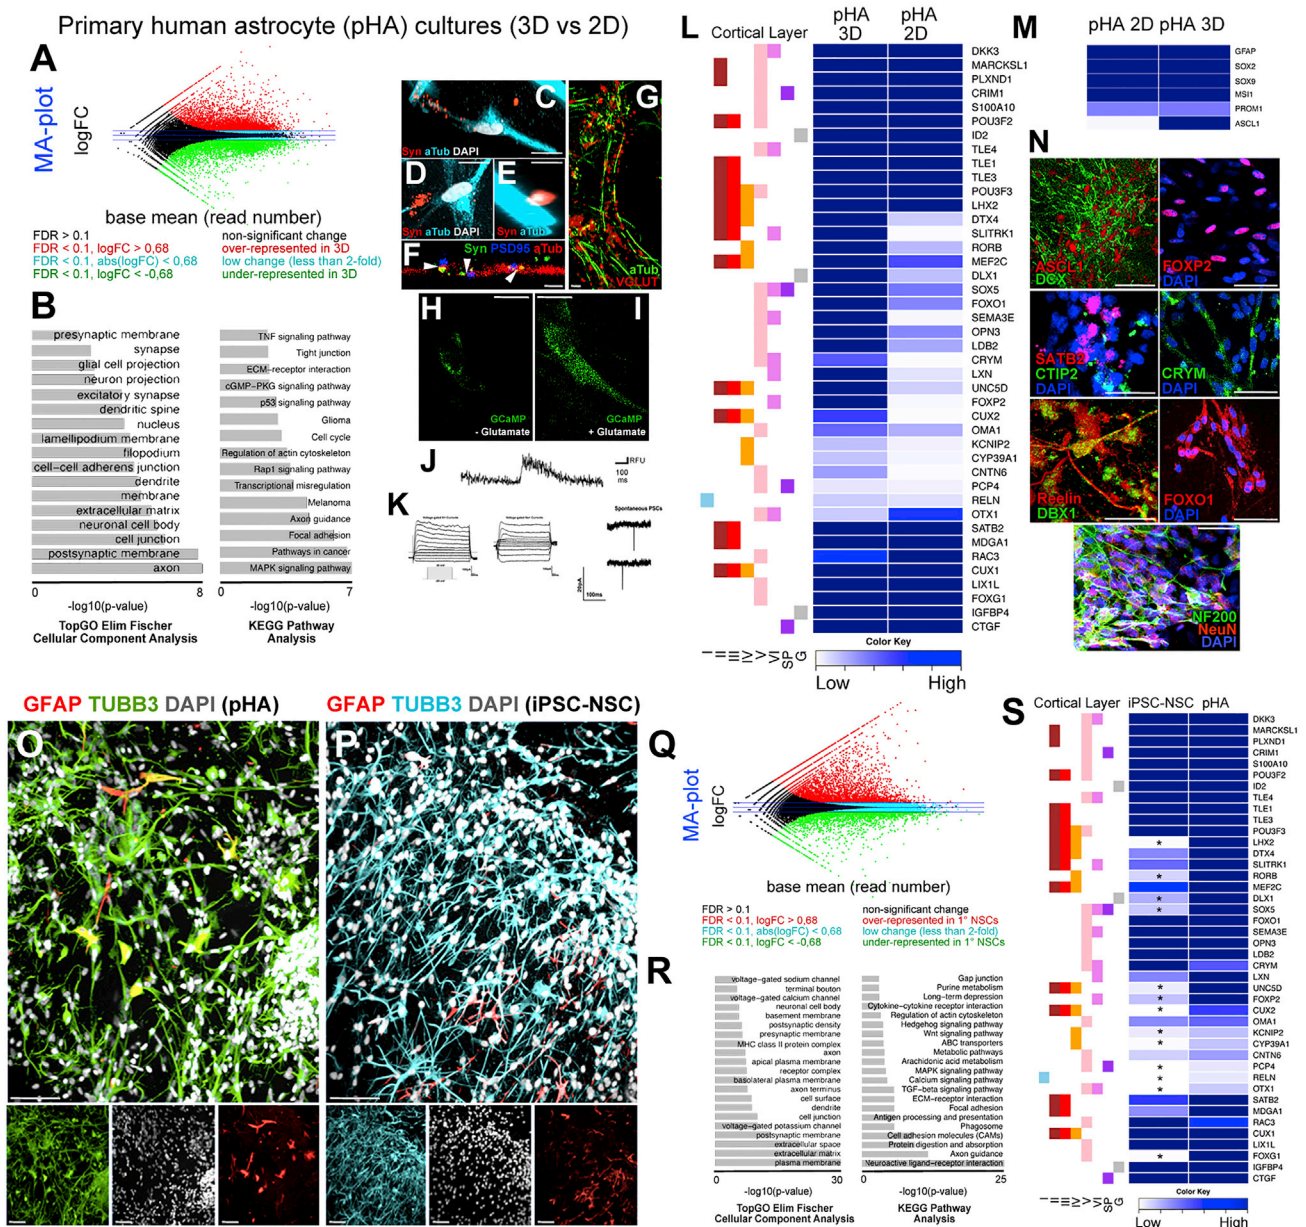 Primary human astrocyte (pHA) cultures (3D vs 2D)
A
MA-plot
logFC
base mean (read number)
FDR > 0.1 non-significant change
FDR < 0.1, logFC > 0,68 over-represented in 3D
FDR < 0.1, abs(logFC) < 0,68 low change (less than 2-fold)
FDR < 0.1, logFC < -0,68 under-represented in 3D
B
presynaptic membrane
synapse
glial cell projection
neuron projection
excitatory synapse
dendritic spine
nucleus
lamellipodium membrane
filopodium
cell-cell adherens junction
dendrite
membrane
extracellular matrix
neuronal cell body
cell junction
postsynaptic membrane
axon
0 8
-log10(p-value)
TopGO Elim Fischer
Cellular Component Analysis
TNF signaling pathway
Tight junction
ECM-receptor interaction
cGMP-PKG signaling pathway
p53 signaling pathway
Glioma
Cell cycle
Regulation of actin cytoskeleton
Rap1 signaling pathway
Transcriptional misregulation
Melanoma
Axon guidance
Focal adhesion
Pathways in cancer
MAPK signaling pathway
0 7
-log10(p-value)
KEGG Pathway
Analysis
C
Syn aTub DAPI
D
Syn aTub DAPI
E
Syn aTub
F
Syn PSD95 aTub
G
aTub
VGLUT
H
GCaMP
- Glutamate
I
GCaMP
+ Glutamate
J
RFU
100
ms
K
Spontaneous PSCs
20pA
100ms
L
Cortical Layer
pHA
3D
pHA
2D
DKK3
MARCKSL1
PLXND1
CRIM1
S100A10
POU3F2
ID2
TLE4
TLE1
TLE3
POU3F3
LHX2
DTX4
SLITRK1
RORB
MEF2C
DLX1
SOX5
FOXO1
SEMA3E
OPN3
LDB2
CRYM
LXN
UNC5D
FOXP2
CUX2
OMA1
KCNIP2
CYP39A1
CNTN6
PCP4
RELN
OTX1
SATB2
MDGA1
RAC3
CUX1
LIX1L
FOXG1
IGFBP4
CTGF
I II III IV V VI SP G
Color Key
Low High
M
pHA 2D pHA 3D
GFAP
SOX2
SOX9
MSI1
PROM1
ASCL1
N
ASCL1
DCX
FOXP2
DAPI
SATB2
CTIP2
DAPI
CRYM
DAPI
Reelin
DBX1
FOXO1
DAPI
NF200
NeuN
DAPI
GFAP TUBB3 DAPI (pHA)
O
GFAP TUBB3 DAPI (iPSC-NSC)
P
Q
MA-plot
logFC
base mean (read number)
FDR > 0.1 non-significant change
FDR < 0.1, logFC > 0,68 over-represented in 1° NSCs
FDR < 0.1, abs(logFC) < 0,68 low change (less than 2-fold)
FDR < 0.1, logFC < -0,68 under-represented in 1° NSCs
R
voltage-gated sodium channel
terminal bouton
voltage-gated calcium channel
neuronal cell body
basement membrane
postsynaptic density
presynaptic membrane
MHC class II protein complex
axon
apical plasma membrane
receptor complex
basolateral plasma membrane
axon terminus
cell surface
dendrite
cell junction
voltage-gated potassium channel
postsynaptic membrane
extracellular space
extracellular matrix
plasma membrane
0 30
-log10(p-value)
TopGO Elim Fischer
Cellular Component Analysis
Gap junction
Purine metabolism
Long-term depression
Cytokine-cytokine receptor interaction
Regulation of actin cytoskeleton
Hedgehog signaling pathway
Wnt signaling pathway
ABC transporters
Metabolic pathways
Arachidonic acid metabolism
MAPK signaling pathway
Calcium signaling pathway
TGF-beta signaling pathway
ECM-receptor interaction
Focal adhesion
Antigen processing and presentation
Phagosome
Cell adhesion molecules (CAMs)
Protein digestion and absorption
Axon guidance
Neuroactive ligand-receptor interaction
0 25
-log10(p-value)
KEGG Pathway
Analysis
S
Cortical Layer iPSC-NSC pHA
DKK3
MARCKSL1
PLXND1
CRIM1
S100A10
POU3F2
ID2
TLE4
TLE1
TLE3
POU3F3
LHX2
DTX4
SLITRK1
RORB
MEF2C
DLX1
SOX5
FOXO1
SEMA3E
OPN3
LDB2
CRYM
LXN
UNC5D
FOXP2
CUX2
OMA1
KCNIP2
CYP39A1
CNTN6
PCP4
RELN
OTX1
SATB2
MDGA1
RAC3
CUX1
LIX1L
FOXG1
IGFBP4
CTGF
I II III IV V VI SP G
Color Key
Low High